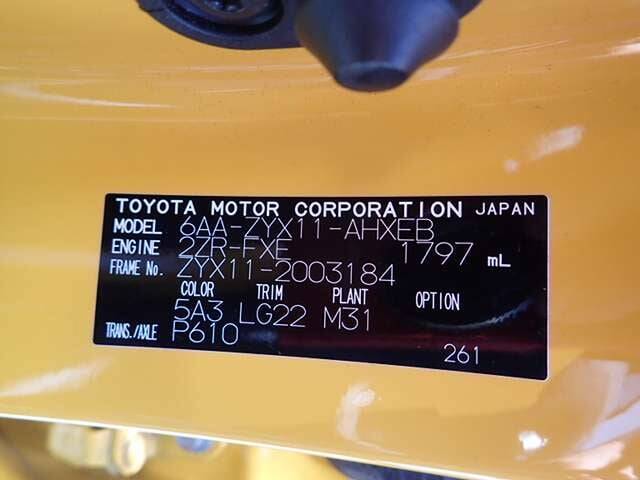 TOYOTA MOTOR CORPORATION JAPAN
MODEL 6AA-ZYX11-AHXEB
ENGINE 2ZR-FXE 1797 mL
FRAME No. ZYX11-2003184
COLOR TRIM PLANT OPTION
5A3 LG22 M31
TRANS./AXLE P610
261